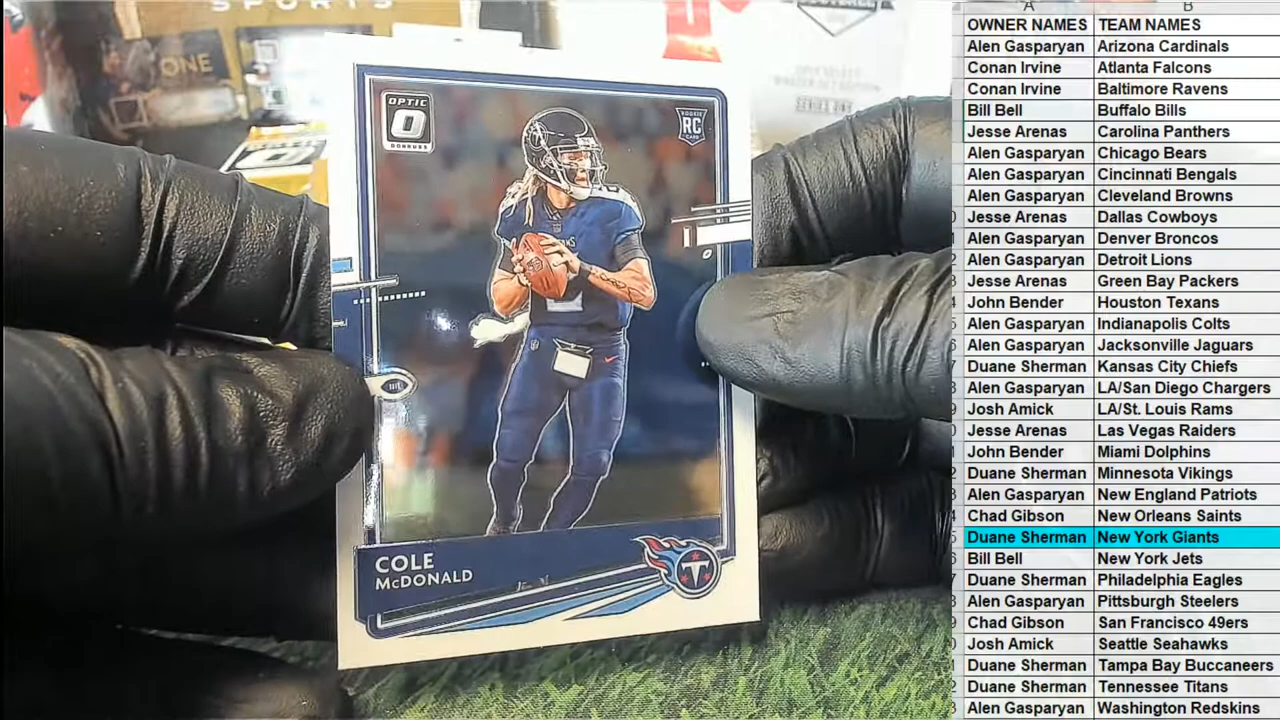 SPORTS
ONE
SERIES ONE
OPTIC
DONRUSS
ROOKIE
RC
CARD
COLE
McDONALD
T
A B
OWNER NAMES TEAM NAMES
Alen Gasparyan Arizona Cardinals
Conan Irvine Atlanta Falcons
Conan Irvine Baltimore Ravens
Bill Bell Buffalo Bills
Jesse Arenas Carolina Panthers
Alen Gasparyan Chicago Bears
Alen Gasparyan Cincinnati Bengals
Alen Gasparyan Cleveland Browns
Jesse Arenas Dallas Cowboys
Alen Gasparyan Denver Broncos
Alen Gasparyan Detroit Lions
Jesse Arenas Green Bay Packers
John Bender Houston Texans
Alen Gasparyan Indianapolis Colts
Alen Gasparyan Jacksonville Jaguars
Duane Sherman Kansas City Chiefs
Alen Gasparyan LA/San Diego Chargers
Josh Amick LA/St. Louis Rams
Jesse Arenas Las Vegas Raiders
John Bender Miami Dolphins
Duane Sherman Minnesota Vikings
Alen Gasparyan New England Patriots
Chad Gibson New Orleans Saints
Duane Sherman New York Giants
Bill Bell New York Jets
Duane Sherman Philadelphia Eagles
Alen Gasparyan Pittsburgh Steelers
Chad Gibson San Francisco 49ers
Josh Amick Seattle Seahawks
Duane Sherman Tampa Bay Buccaneers
Duane Sherman Tennessee Titans
Alen Gasparyan Washington Redskins